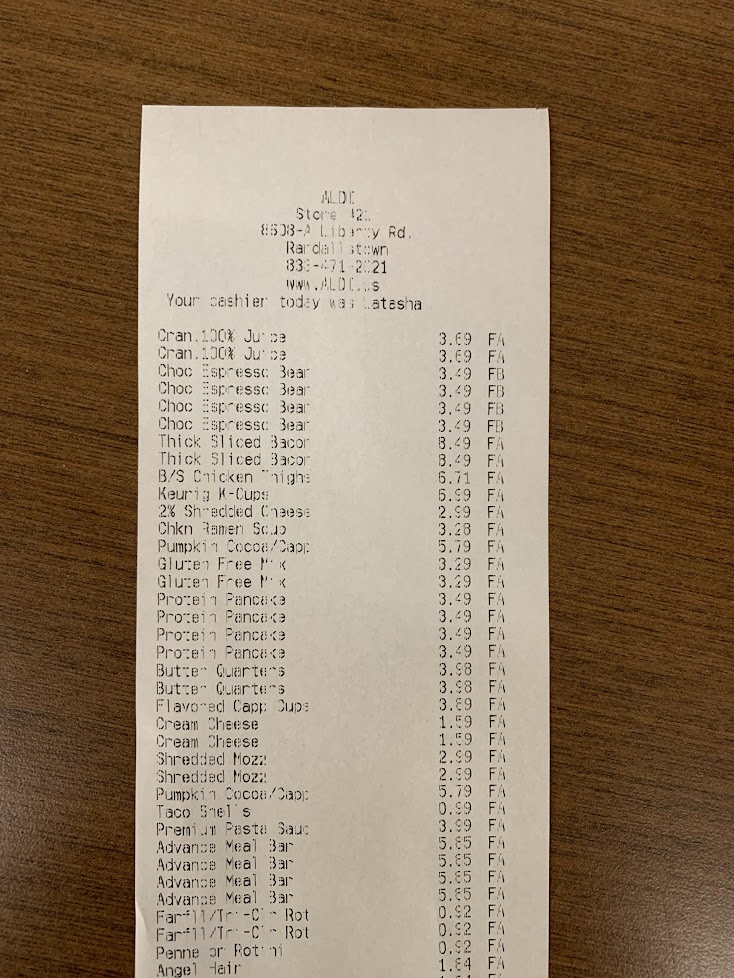 ALDI
Store
8608-A Liberty Rd.
Randallstown
833-471-2021
www.ALDI.us
Your cashier today was Latasha
Cran.100% Juice 3.69 FA
Cran.100% Juice 3.69 FA
Choc Espresso Bean 3.49 FB
Choc Espresso Bean 3.49 FB
Choc Espresso Bean 3.49 FB
Choc Espresso Bean 3.49 FB
Thick Sliced Bacon 8.49 FA
Thick Sliced Bacon 8.49 FA
B/S Chicken Thighs 6.71 FA
Keurig K-Cups 6.99 FA
2% Shredded Cheese 2.99 FA
Chkn Ramen Soup 3.28 FA
Pumpkin Cocoa/Capp 5.79 FA
Gluten Free Mix 3.29 FA
Gluten Free Mix 3.29 FA
Protein Pancake 3.49 FA
Protein Pancake 3.49 FA
Protein Pancake 3.49 FA
Protein Pancake 3.49 FA
Butter Quarters 3.98 FA
Butter Quarters 3.98 FA
Flavored Capp Cups 3.89 FA
Cream Cheese 1.59 FA
Cream Cheese 1.59 FA
Shredded Mozz 2.99 FA
Shredded Mozz 2.99 FA
Pumpkin Cocoa/Capp 5.79 FA
Taco Shells 0.99 FA
Premium Pasta Sauc 3.99 FA
Advance Meal Bar 5.85 FA
Advance Meal Bar 5.85 FA
Advance Meal Bar 5.85 FA
Advance Meal Bar 5.85 FA
Farfll/Tri-Clr Rot 0.92 FA
Farfll/Tri-Clr Rot 0.92 FA
Penne or Rotini 0.92 FA
Angel Hair 1.84 FA